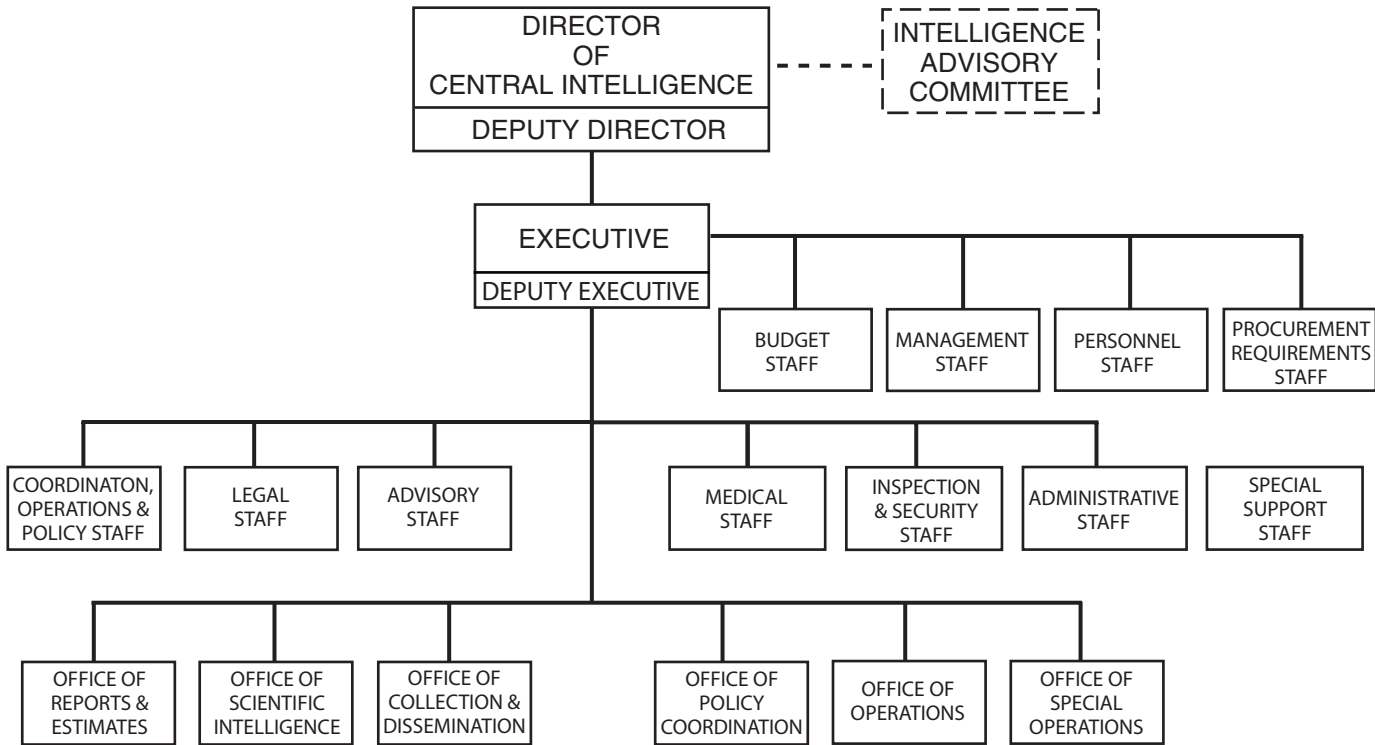 DIRECTOR
OF
CENTRAL INTELLIGENCE
DEPUTY DIRECTOR
INTELLIGENCE
ADVISORY
COMMITTEE
EXECUTIVE
DEPUTY EXECUTIVE
BUDGET
STAFF
MANAGEMENT
STAFF
PERSONNEL
STAFF
PROCUREMENT
REQUIREMENTS
STAFF
COORDINATON,
OPERATIONS &
POLICY STAFF
LEGAL
STAFF
ADVISORY
STAFF
MEDICAL
STAFF
INSPECTION
& SECURITY
STAFF
ADMINISTRATIVE
STAFF
SPECIAL
SUPPORT
STAFF
OFFICE OF
REPORTS &
ESTIMATES
OFFICE OF
SCIENTIFIC
INTELLIGENCE
OFFICE OF
COLLECTION &
DISSEMINATION
OFFICE OF
POLICY
COORDINATION
OFFICE OF
OPERATIONS
OFFICE OF
SPECIAL
OPERATIONS